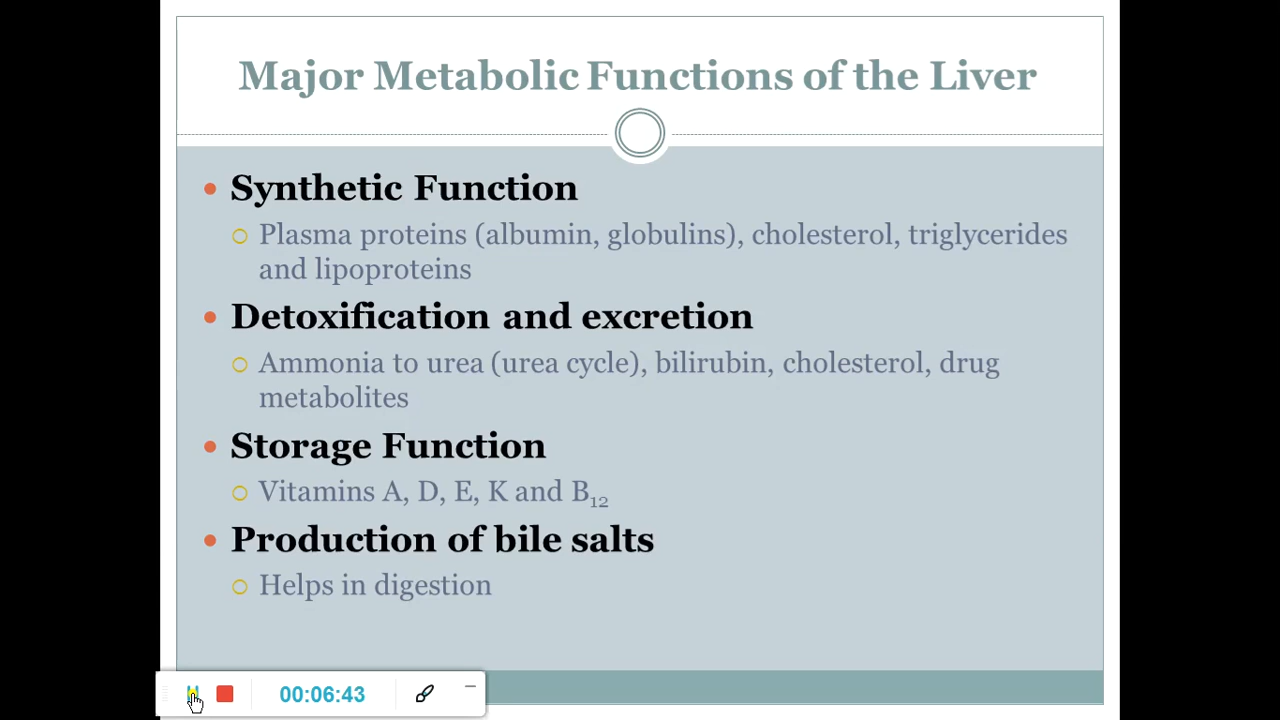 Major Metabolic Functions of the Liver
Synthetic Function
Plasma proteins (albumin, globulins), cholesterol, triglycerides
and lipoproteins
Detoxification and excretion
Ammonia to urea (urea cycle), bilirubin, cholesterol, drug
metabolites
Storage Function
Vitamins A, D, E, K and B₁₂
Production of bile salts
Helps in digestion
00:06:43